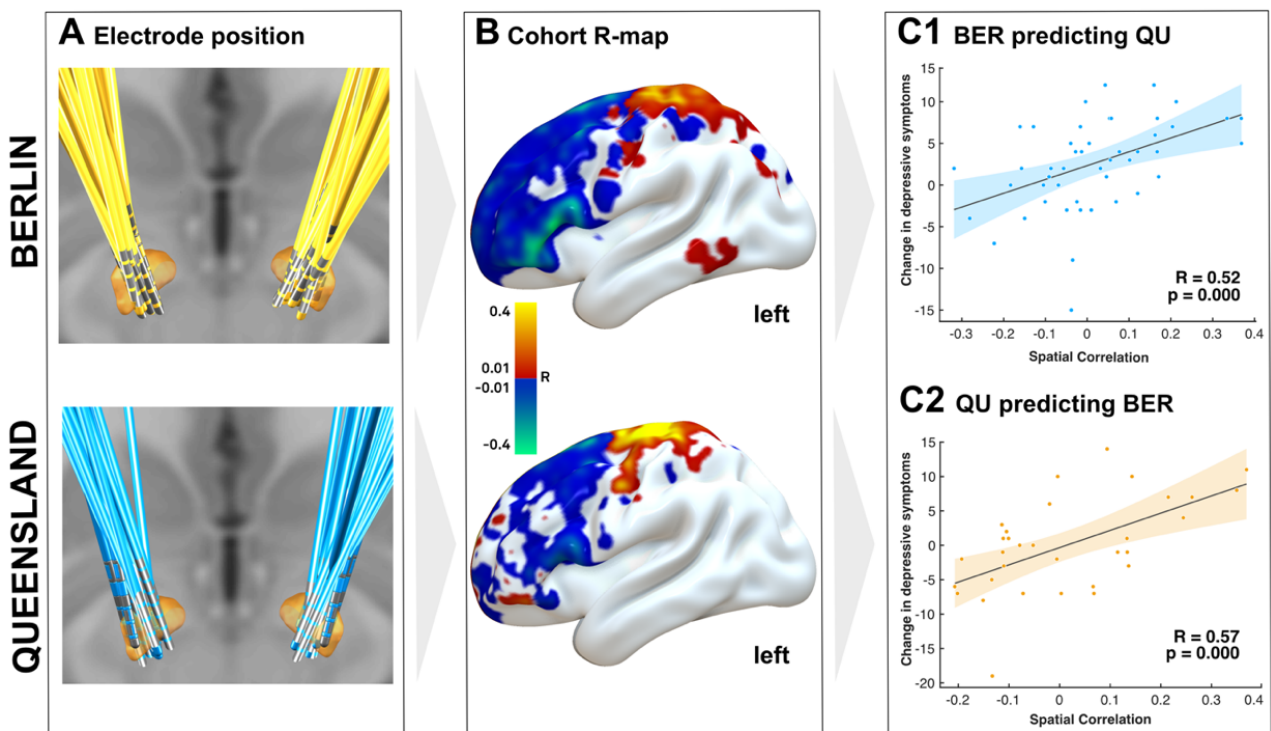 A Electrode position
B Cohort R-map
C1 BER predicting QU
BERLIN
left
0.4
0.01
-0.01
R
-0.4
15
10
5
0
-5
-10
-15
Change in depressive symptoms
R = 0.52
p = 0.000
-0.3 -0.2 -0.1 0 0.1 0.2 0.3 0.4
Spatial Correlation
QUEENSLAND
left
C2 QU predicting BER
15
10
5
0
-5
-10
-15
-20
Change in depressive symptoms
R = 0.57
p = 0.000
-0.2 -0.1 0 0.1 0.2 0.3 0.4
Spatial Correlation